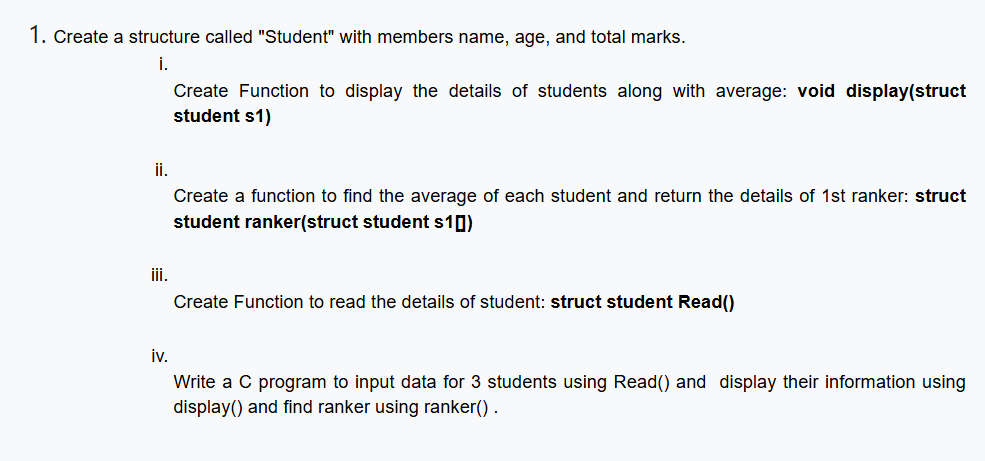 1. Create a structure called "Student" with members name, age, and total marks.
i.
Create Function to display the details of students along with average: void display(struct
student s1)
ii.
Create a function to find the average of each student and return the details of 1st ranker: struct
student ranker(struct student s1[])
iii.
Create Function to read the details of student: struct student Read()
iv.
Write a C program to input data for 3 students using Read() and display their information using
display() and find ranker using ranker() .